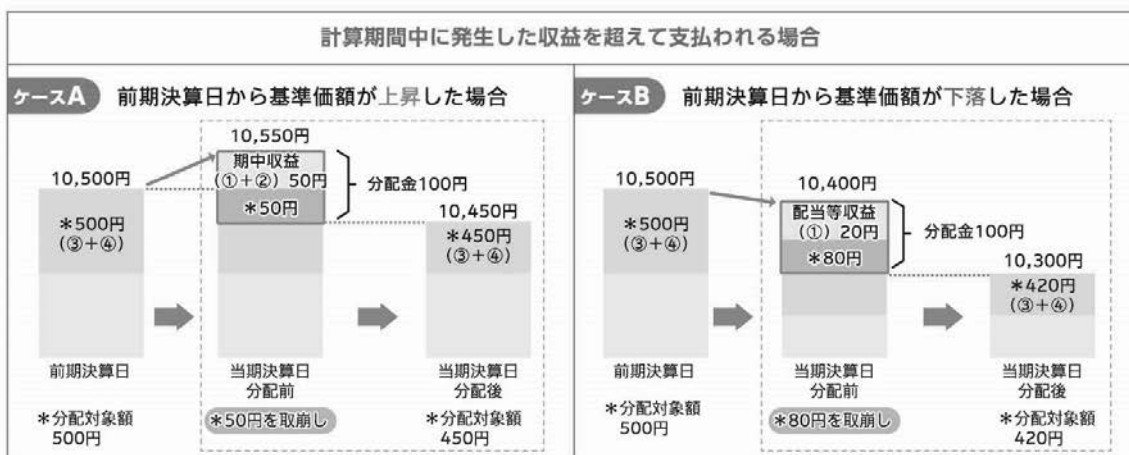 計算期間中に発生した収益を超えて支払われる場合
ケースA 前期決算日から基準価額が上昇した場合
10,550円
期中収益
(①+②) 50円
*50円
分配金100円
10,500円
*500円
(③+④)
10,450円
*450円
(③+④)
前期決算日
当期決算日
分配前
当期決算日
分配後
*分配対象額
500円
*50円を取崩し
*分配対象額
450円
ケースB 前期決算日から基準価額が下落した場合
10,500円
*500円
(③+④)
10,400円
配当等収益
(①) 20円
*80円
分配金100円
10,300円
*420円
(③+④)
前期決算日
当期決算日
分配前
当期決算日
分配後
*分配対象額
500円
*80円を取崩し
*分配対象額
420円